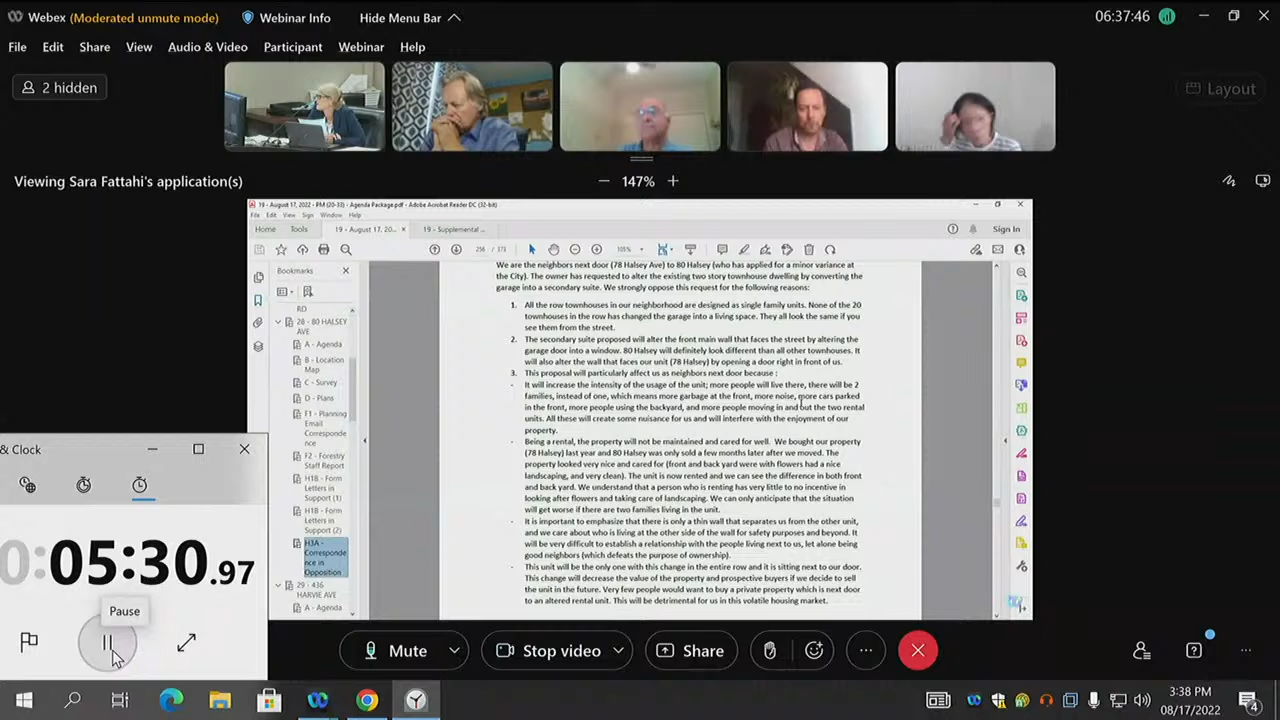 Webex (Moderated unmute mode) Webinar Info Hide Menu Bar 06:37:46
File Edit Share View Audio & Video Participant Webinar Help
2 hidden
Layout
Viewing Sara Fattahi's application(s)
147%
19 - August 17, 2022 - PM (20-33) - Agenda Package.pdf - Adobe Acrobat Reader DC (32-bit)
File Edit View Sign Window Help
Home Tools 19 - August 17, 20... 19 - Supplemental ... Sign In
256 / 373 105%
Bookmarks
RD
28 - 80 HALSEY
AVE
A - Agenda
B - Location
Map
C - Survey
D - Plans
F1 - Planning
Email
Corresponde
nce
F2 - Forestry
Staff Report
H1B - Form
Letters in
Support (1)
H1B - Form
Letters in
Support (2)
H3A -
Corresponde
nce in
Opposition
29 - 436
HARVIE AVE
A - Agenda
We are the neighbors next door (78 Halsey Ave) to 80 Halsey (who has applied for a minor variance at
the City). The owner has requested to alter the existing two story townhouse dwelling by converting the
garage into a secondary suite. We strongly oppose this request for the following reasons:
1. All the row townhouses in our neighborhood are designed as single family units. None of the 20
townhouses in the row has changed the garage into a living space. They all look the same if you
see them from the street.
2. The secondary suite proposed will alter the front main wall that faces the street by altering the
garage door into a window. 80 Halsey will definitely look different than all other townhouses. It
will also alter the wall that faces our unit (78 Halsey) by opening a door right in front of us.
3. This proposal will particularly affect us as neighbors next door because :
- It will increase the intensity of the usage of the unit; more people will live there, there will be 2
families, instead of one, which means more garbage at the front, more noise, more cars parked
in the front, more people using the backyard, and more people moving in and out the two rental
units. All these will create some nuisance for us and will interfere with the enjoyment of our
property.
- Being a rental, the property will not be maintained and cared for well. We bought our property
(78 Halsey) last year and 80 Halsey was only sold a few months later after we moved. The
property looked very nice and cared for (front and back yard were with flowers had a nice
landscaping, and very clean). The unit is now rented and we can see the difference in both front
and back yard. We understand that a person who is renting has very little to no incentive in
looking after flowers and taking care of landscaping. We can only anticipate that the situation
will get worse if there are two families living in the unit.
- It is important to emphasize that there is only a thin wall that separates us from the other unit,
and we care about who is living at the other side of the wall for safety purposes and beyond. It
will be very difficult to establish a relationship with the people living next to us, let alone being
good neighbors (which defeats the purpose of ownership).
- This unit will be the only one with this change in the entire row and it is sitting next to our door.
This change will decrease the value of the property and prospective buyers if we decide to sell
the unit in the future. Very few people would want to buy a private property which is next door
to an altered rental unit. This will be detrimental for us in this volatile housing market.
& Clock
05:30.97
Pause
Mute Stop video Share
3:38 PM
08/17/2022
4